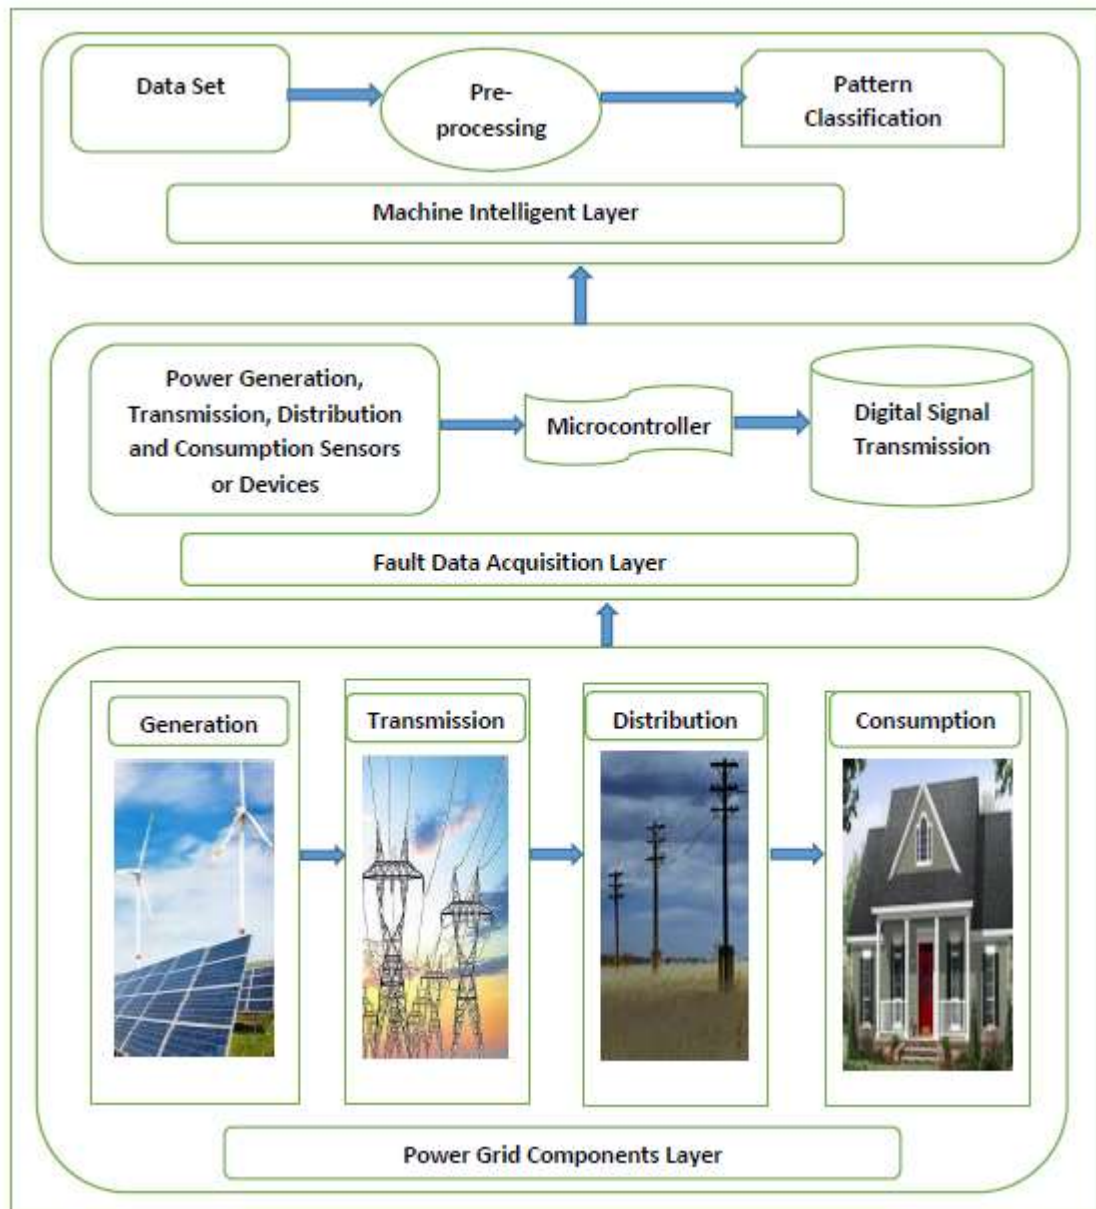 Data Set
Pre-
processing
Pattern
Classification
Machine Intelligent Layer
Power Generation,
Transmission, Distribution
and Consumption Sensors
or Devices
Microcontroller
Digital Signal
Transmission
Fault Data Acquisition Layer
Generation
Transmission
Distribution
Consumption
Power Grid Components Layer